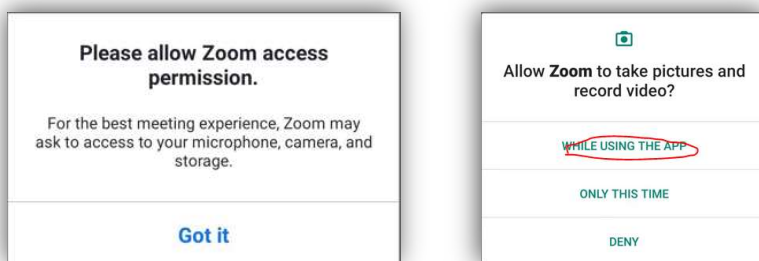 Please allow Zoom access
permission.
For the best meeting experience, Zoom may
ask to access to your microphone, camera, and
storage.
Got it
Allow Zoom to take pictures and
record video?
WHILE USING THE APP
ONLY THIS TIME
DENY